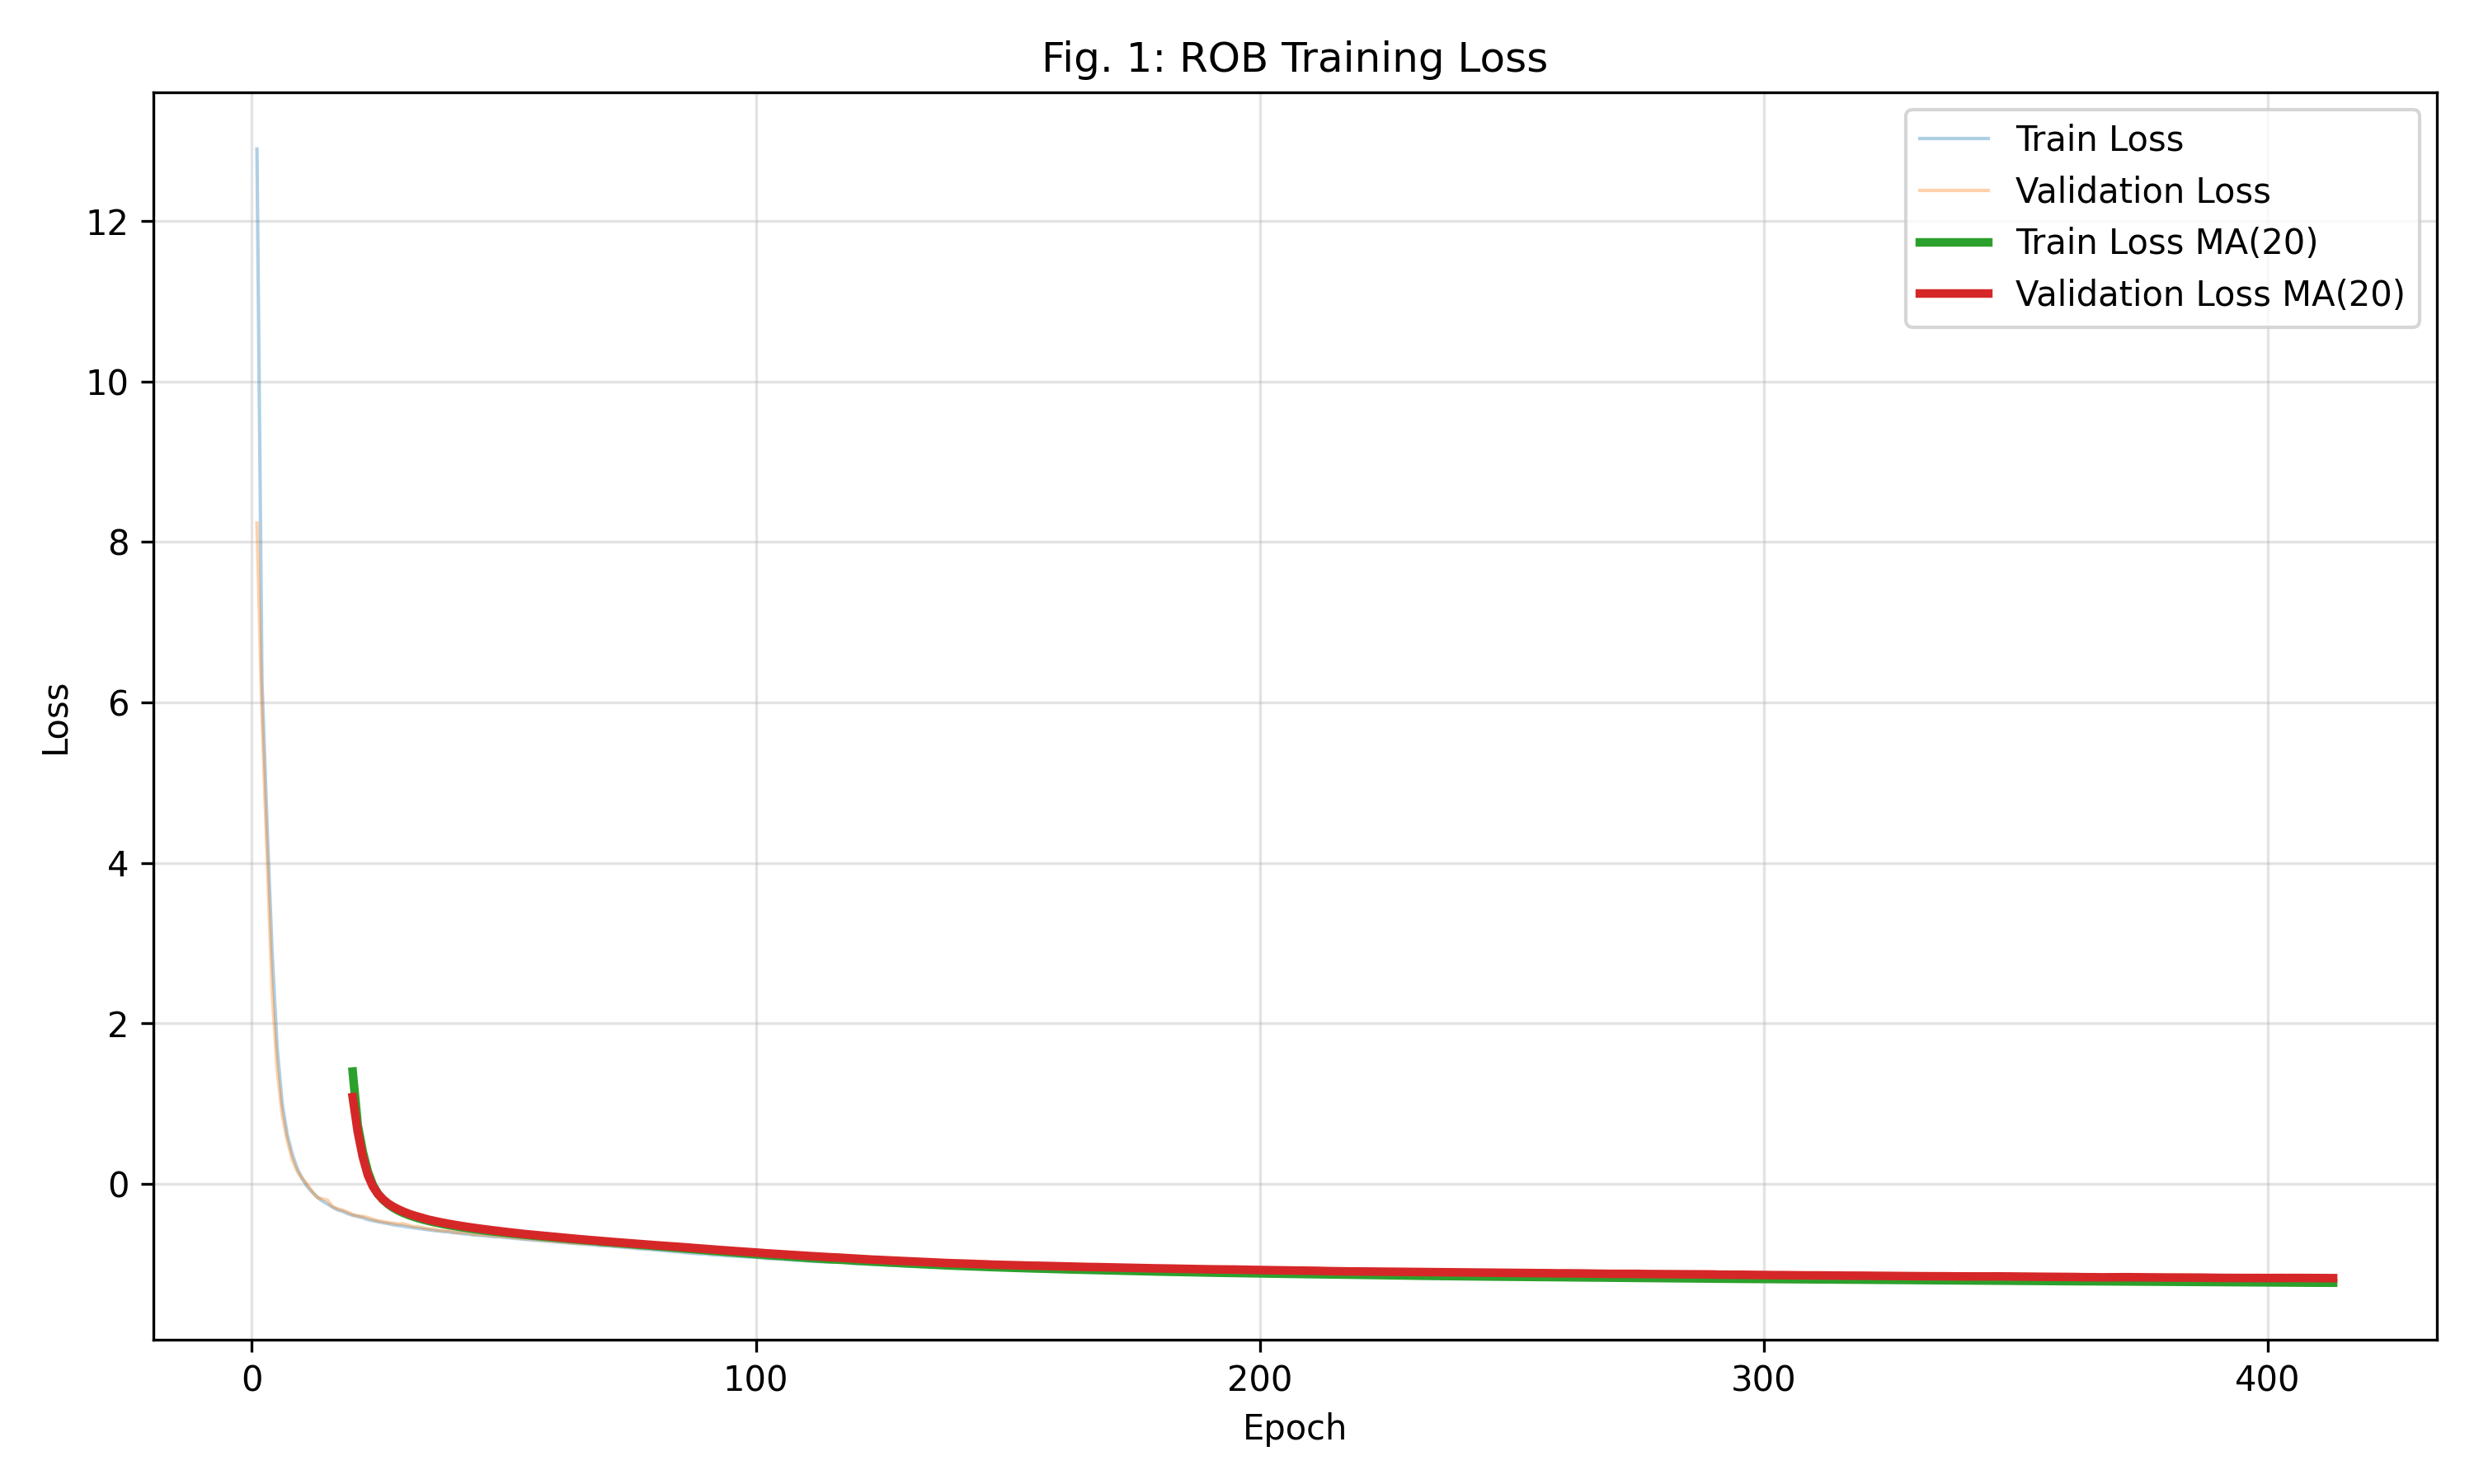 Fig. 1: ROB Training Loss
Train Loss
Validation Loss
Train Loss MA(20)
Validation Loss MA(20)
12
10
8
6
4
2
0
Loss
0 100 200 300 400
Epoch